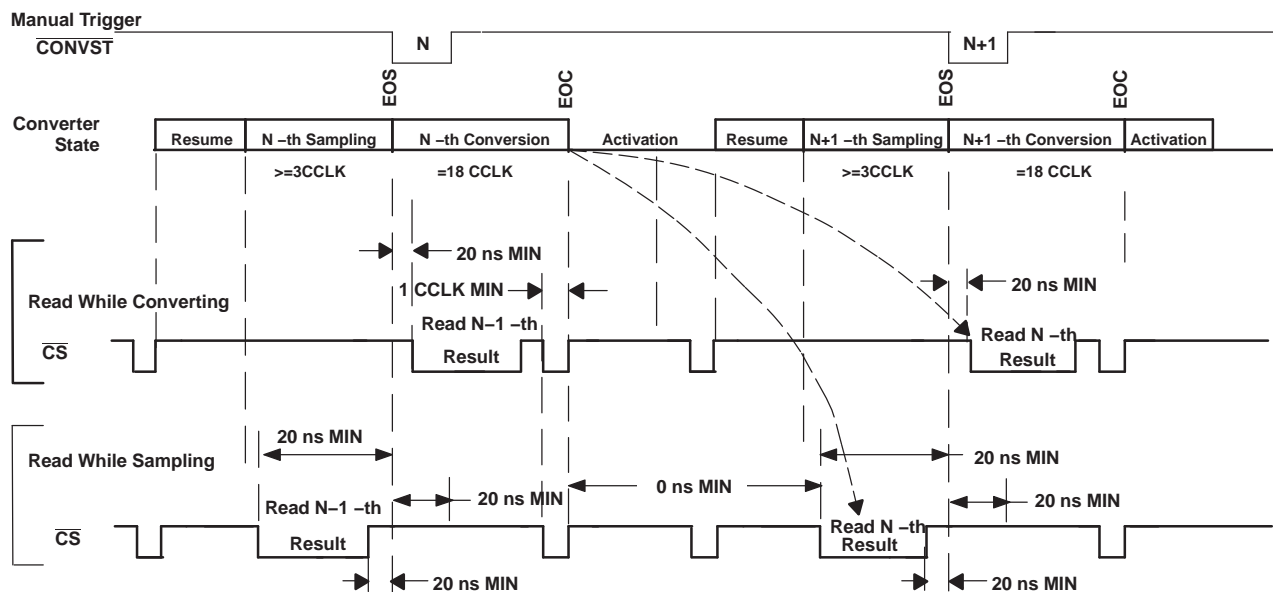 Manual Trigger
CONVST
N
N+1
EOS
EOC
EOS
EOC
Converter
State
Resume
N –th Sampling
N –th Conversion
Activation
Resume
N+1 –th Sampling
N+1 –th Conversion
Activation
>=3CCLK
=18 CCLK
>=3CCLK
=18 CCLK
20 ns MIN
20 ns MIN
1 CCLK MIN
Read While Converting
Read N–1 –th
Result
Read N –th
Result
CS
20 ns MIN
20 ns MIN
Read While Sampling
0 ns MIN
20 ns MIN
20 ns MIN
Read N–1 –th
Result
Read N –th
Result
CS
20 ns MIN
20 ns MIN